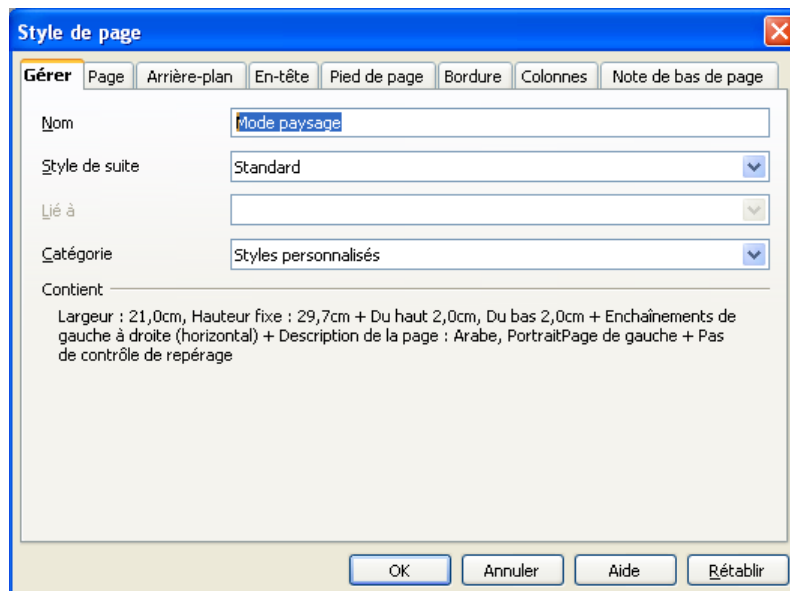 Style de page
Gérer Page Arrière-plan En-tête Pied de page Bordure Colonnes Note de bas de page
Nom Mode paysage
Style de suite Standard
Lié à
Catégorie Styles personnalisés
Contient
Largeur : 21,0cm, Hauteur fixe : 29,7cm + Du haut 2,0cm, Du bas 2,0cm + Enchaînements de
gauche à droite (horizontal) + Description de la page : Arabe, PortraitPage de gauche + Pas
de contrôle de repérage
OK Annuler Aide Rétablir